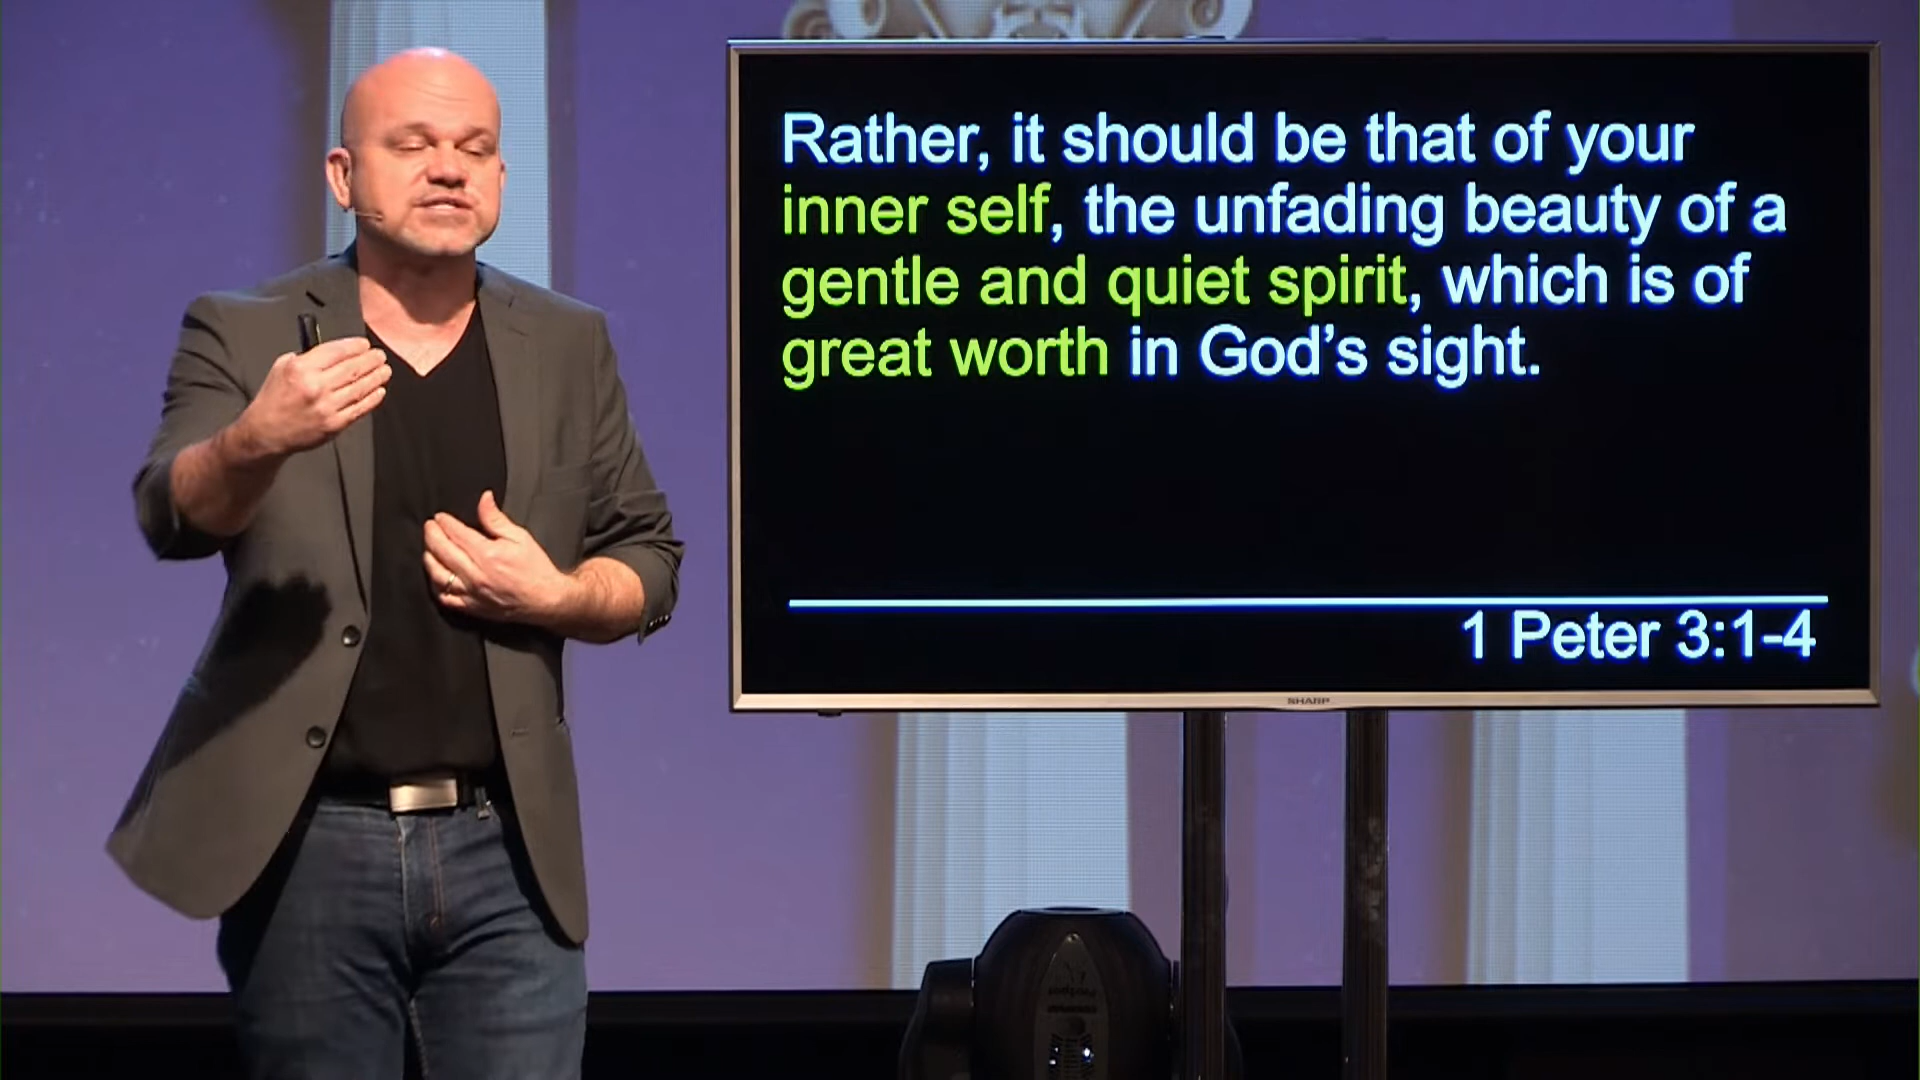 Rather, it should be that of your
inner self, the unfading beauty of a
gentle and quiet spirit, which is of
great worth in God’s sight.
1 Peter 3:1-4
SHARP